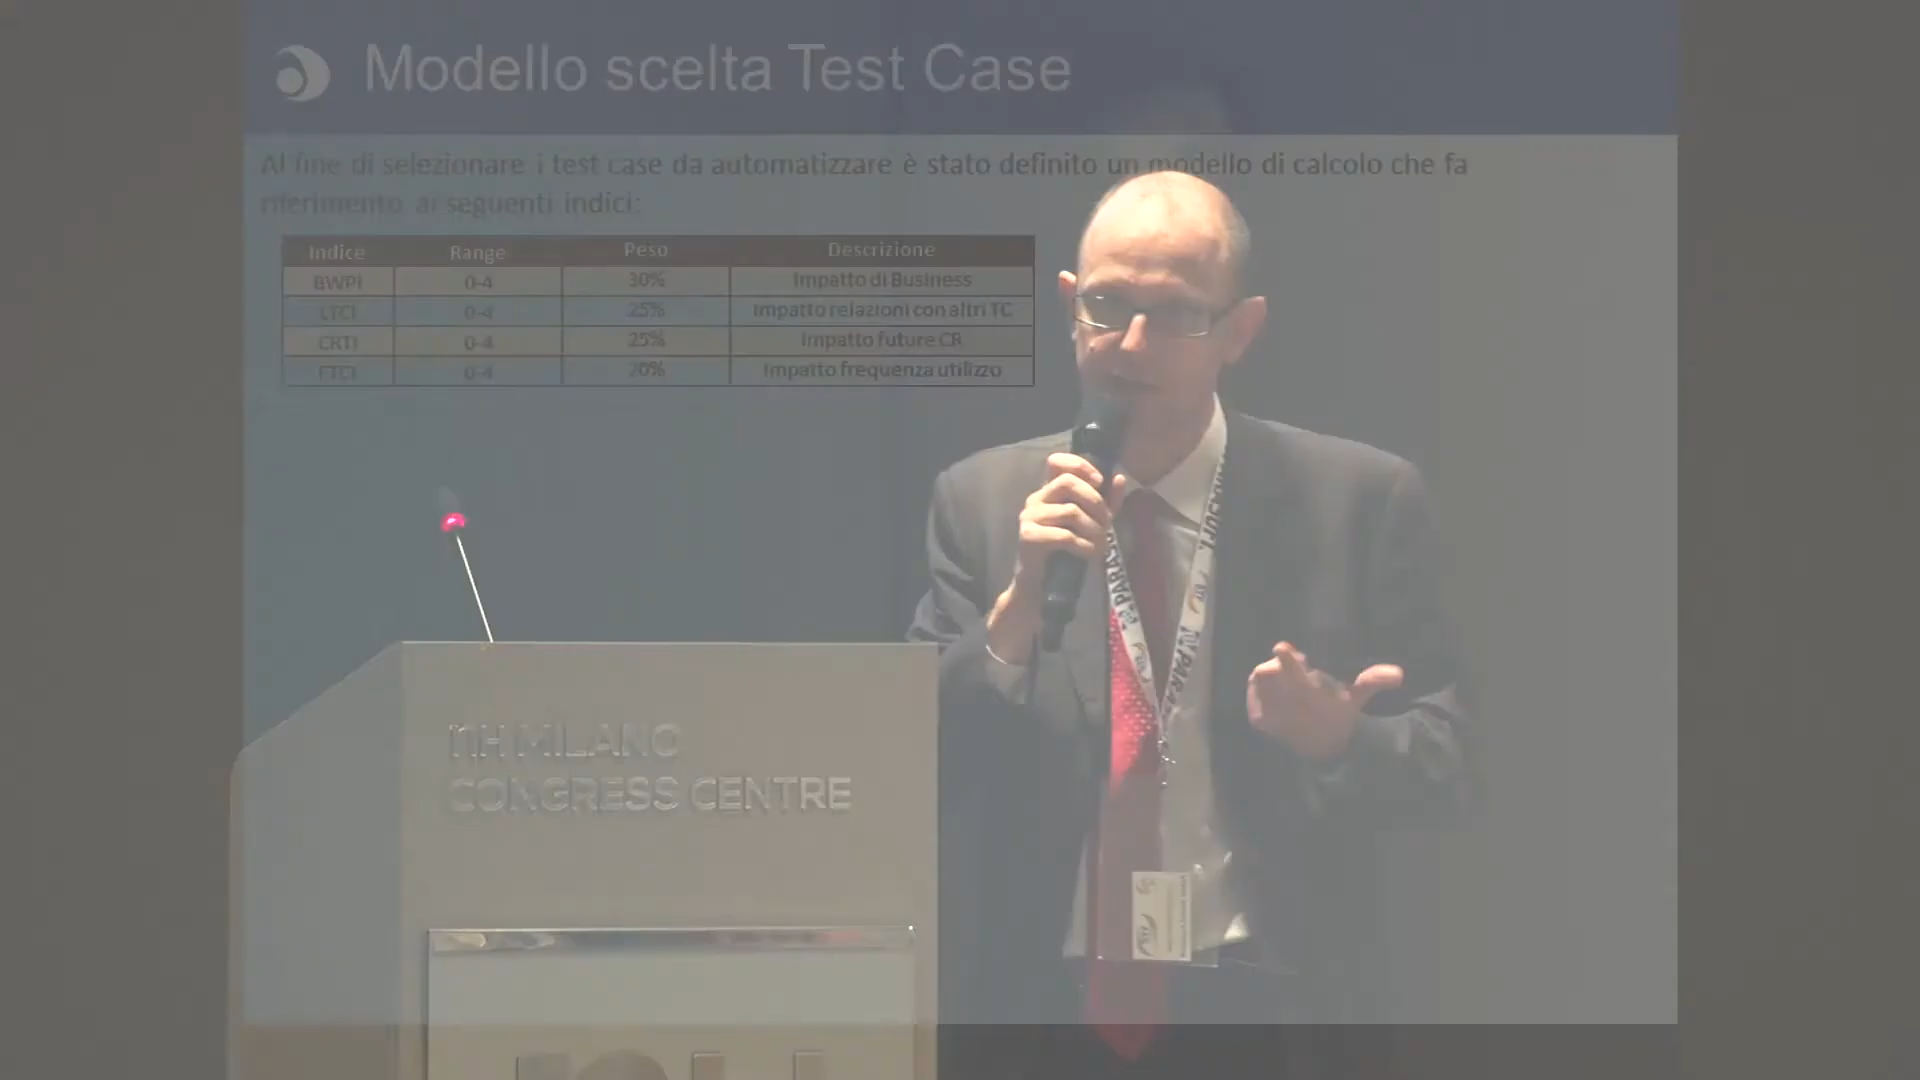 Modello scelta Test Case
Al fine di selezionare i test case da automatizzare è stato definito un modello di calcolo che fa
riferimento ai seguenti indici:
Indice Range Peso Descrizione
BWPI 0-4 30% Impatto di Business
LTCI 0-4 25% Impatto relazioni con altri TC
CRTI 0-4 25% Impatto future CR
FTCI 0-4 20% Impatto frequenza utilizzo
NH MILANO
CONGRESS CENTRE